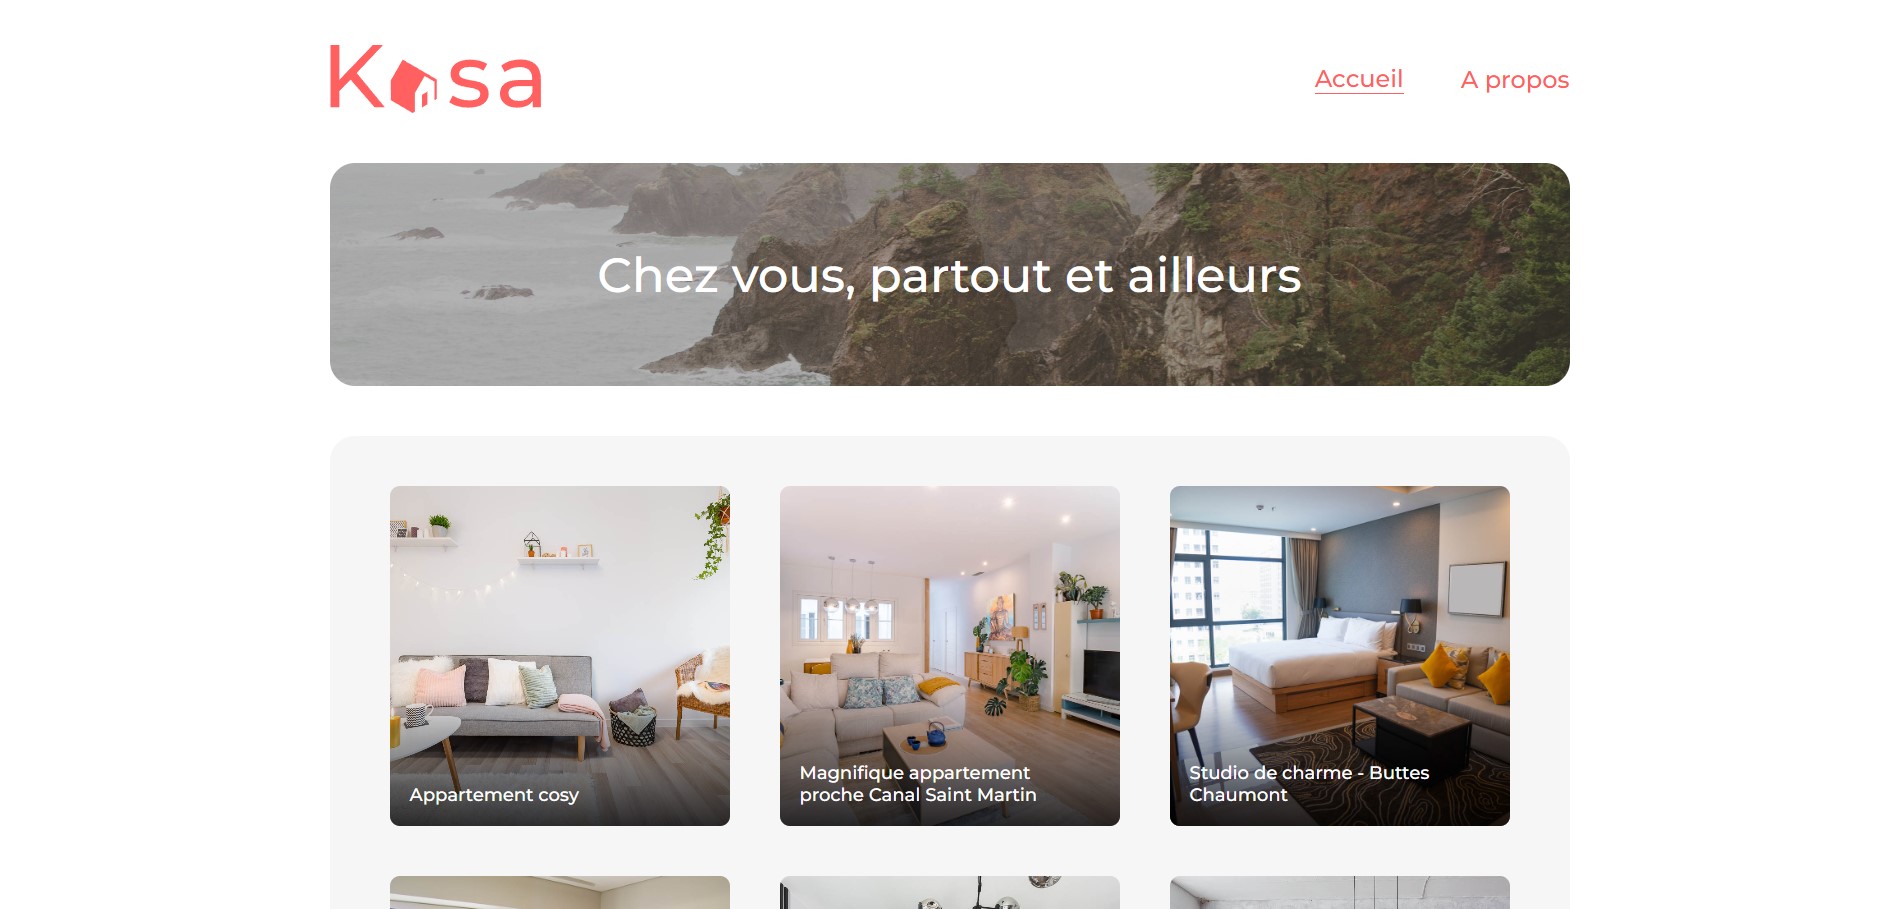 Kasa
Accueil
A propos
Chez vous, partout et ailleurs
Appartement cosy
Magnifique appartement
proche Canal Saint Martin
Studio de charme - Buttes
Chaumont